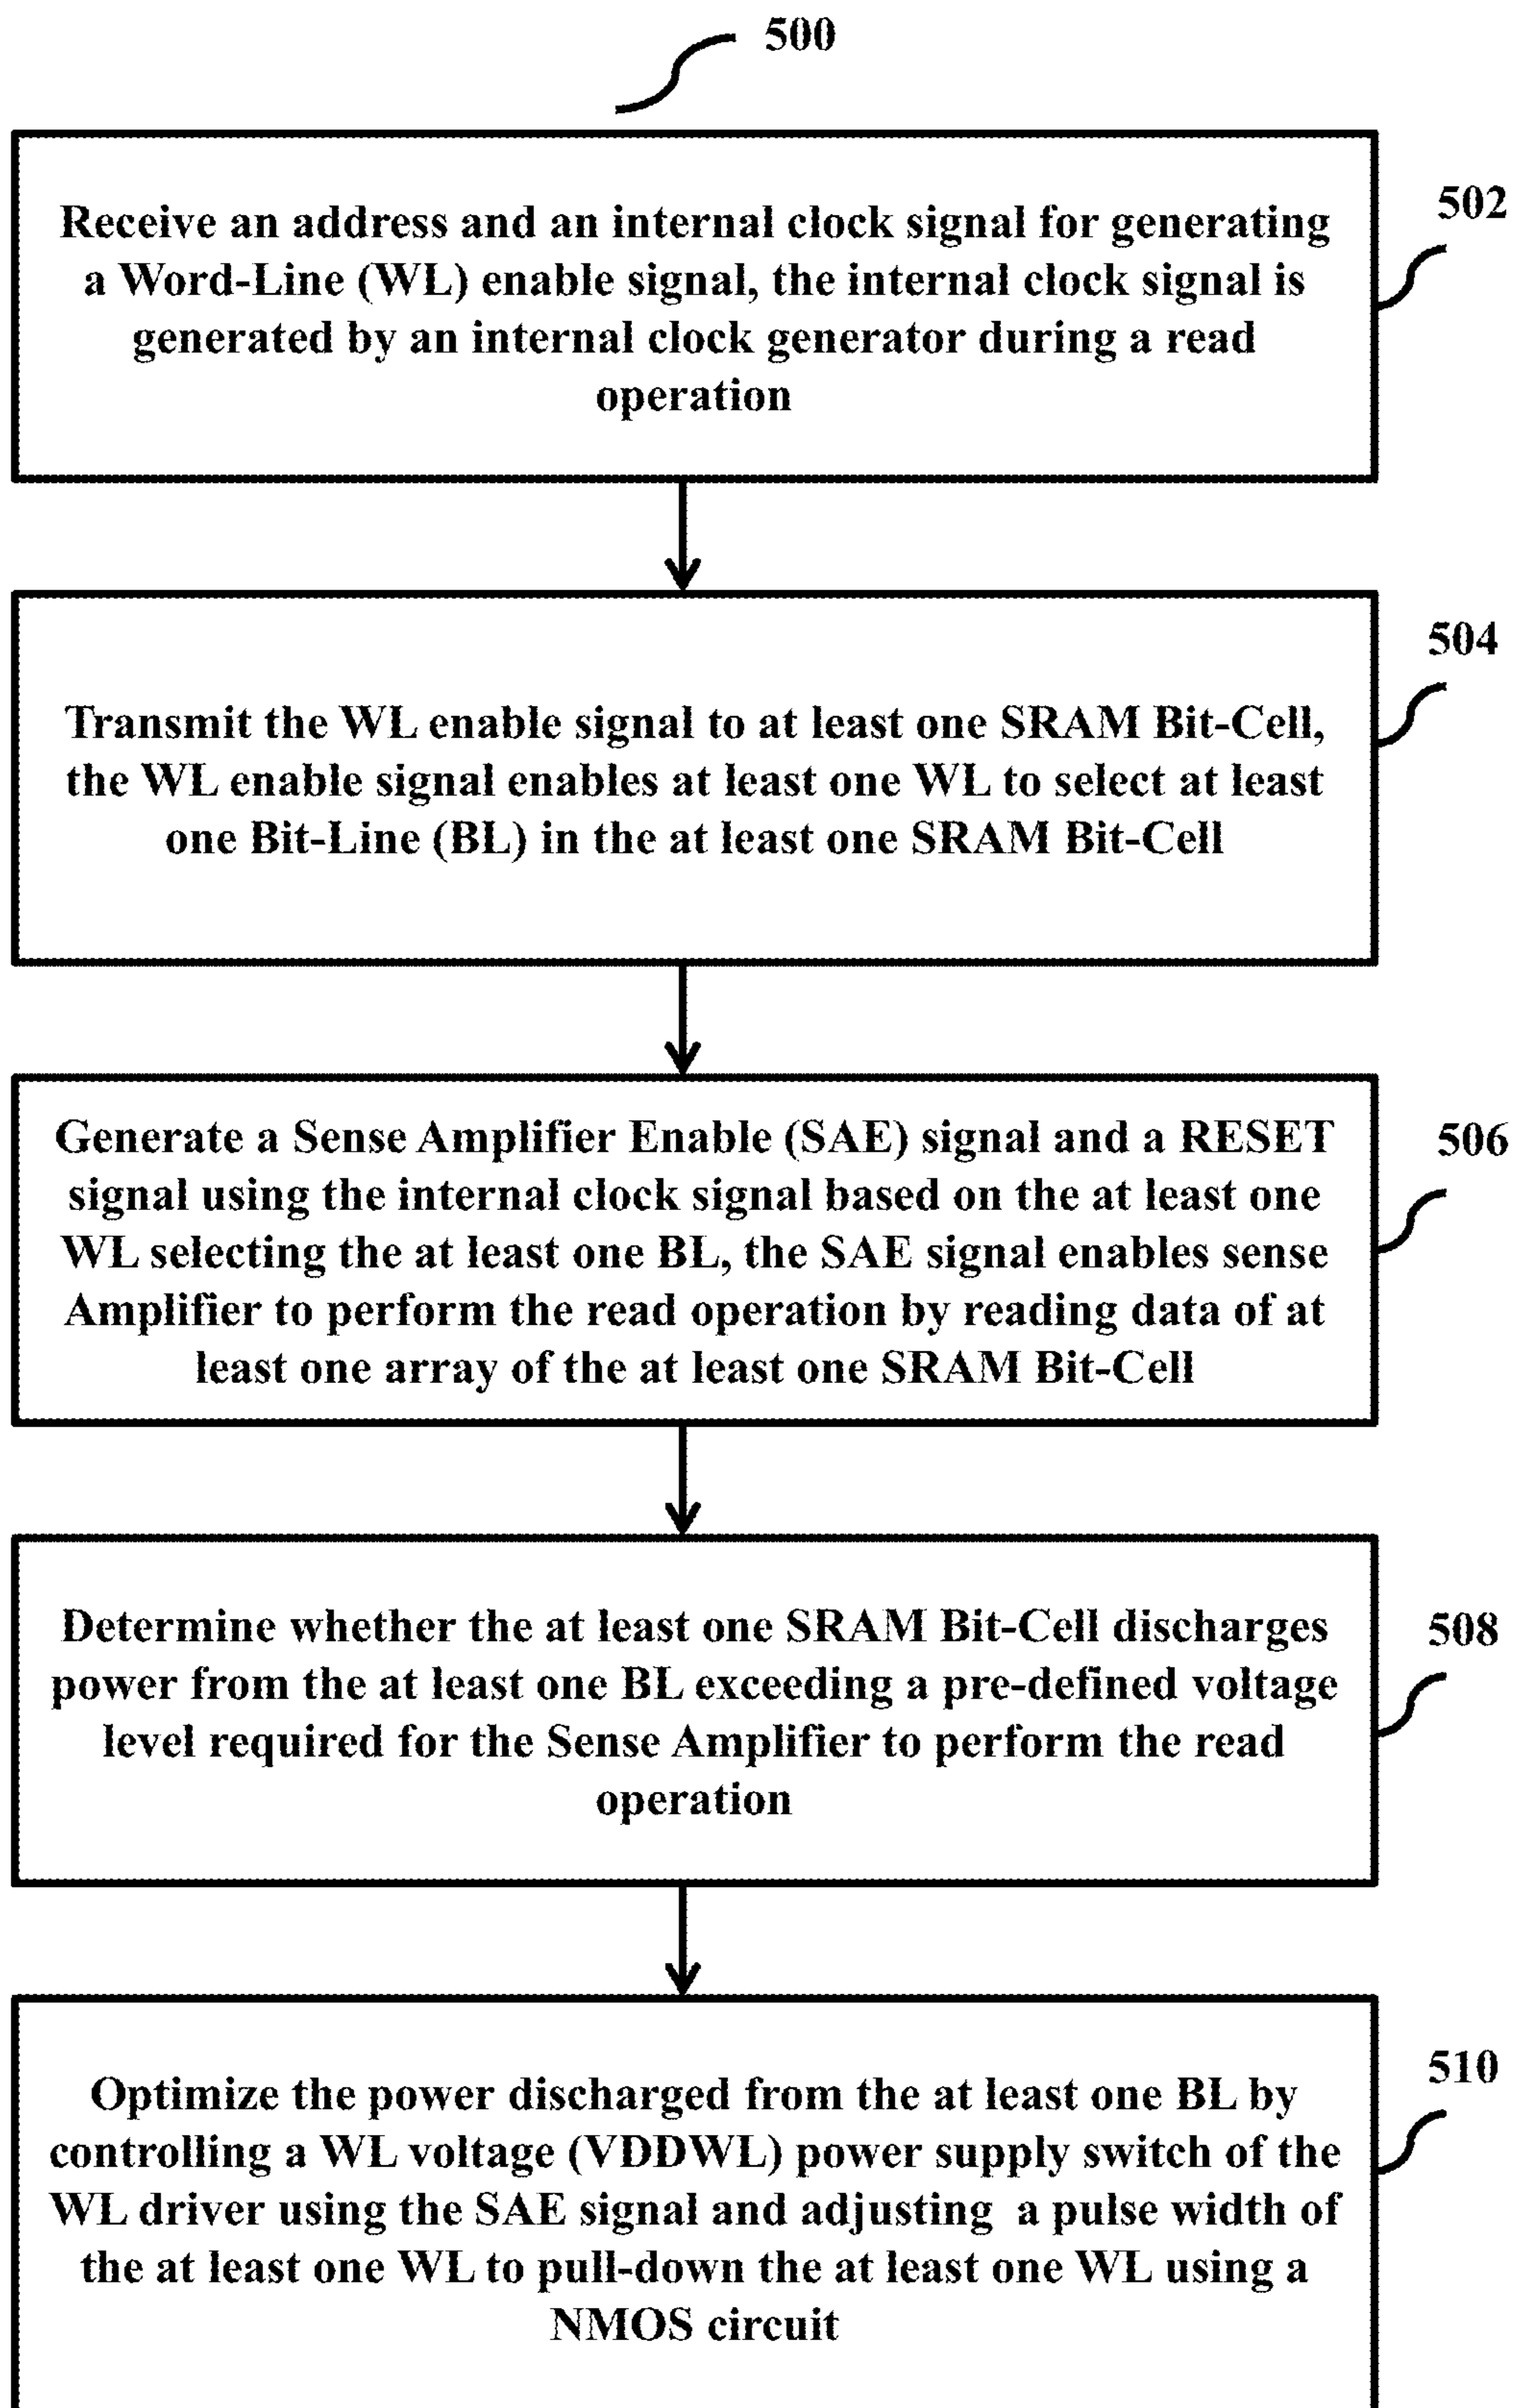 500
Receive an address and an internal clock signal for generating
a Word-Line (WL) enable signal, the internal clock signal is
generated by an internal clock generator during a read
operation
502
Transmit the WL enable signal to at least one SRAM Bit-Cell,
the WL enable signal enables at least one WL to select at least
one Bit-Line (BL) in the at least one SRAM Bit-Cell
504
Generate a Sense Amplifier Enable (SAE) signal and a RESET
signal using the internal clock signal based on the at least one
WL selecting the at least one BL, the SAE signal enables sense
Amplifier to perform the read operation by reading data of at
least one array of the at least one SRAM Bit-Cell
506
Determine whether the at least one SRAM Bit-Cell discharges
power from the at least one BL exceeding a pre-defined voltage
level required for the Sense Amplifier to perform the read
operation
508
Optimize the power discharged from the at least one BL by
controlling a WL voltage (VDDWL) power supply switch of the
WL driver using the SAE signal and adjusting a pulse width of
the at least one WL to pull-down the at least one WL using a
NMOS circuit
510